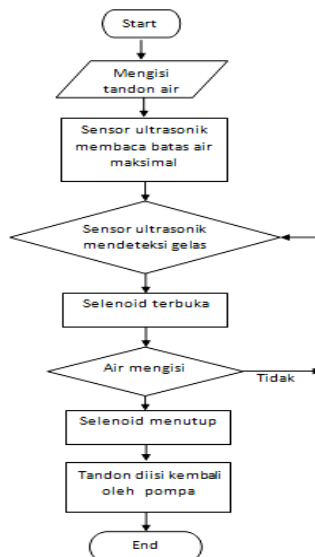 Start
Mengisi
tandon air
Sensor ultrasonik
membaca batas air
maksimal
Sensor ultrasonik
mendeteksi gelas
Selenoid terbuka
Air mengisi
Tidak
Selenoid menutup
Tandon diisi kembali
oleh pompa
End